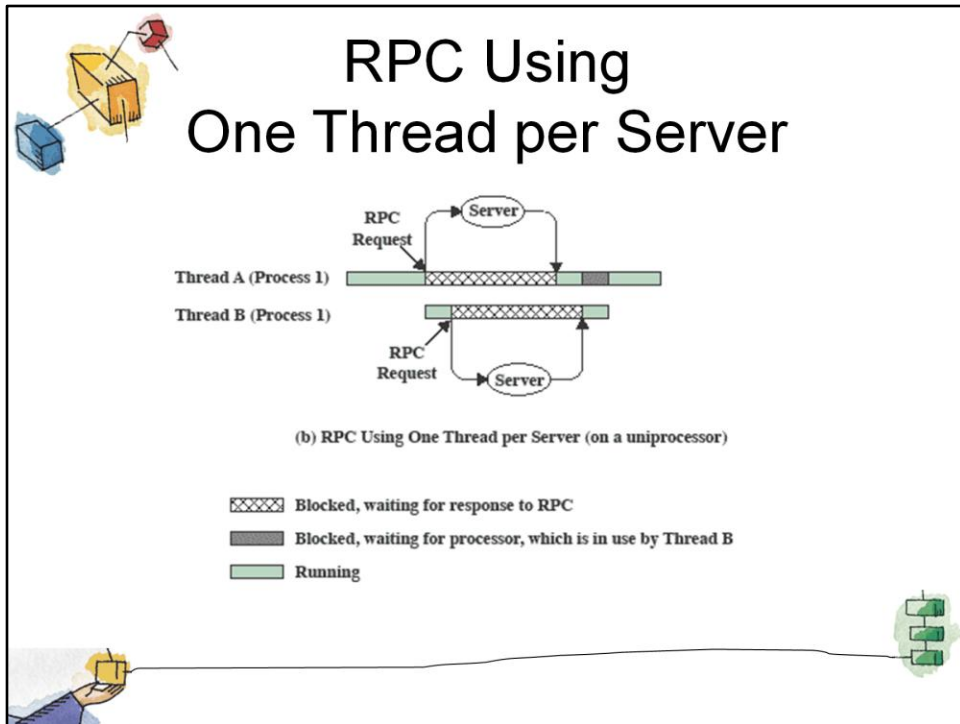 RPC Using
One Thread per Server
RPC
Request
Server
Thread A (Process 1)
Thread B (Process 1)
RPC
Request
Server
(b) RPC Using One Thread per Server (on a uniprocessor)
Blocked, waiting for response to RPC
Blocked, waiting for processor, which is in use by Thread B
Running